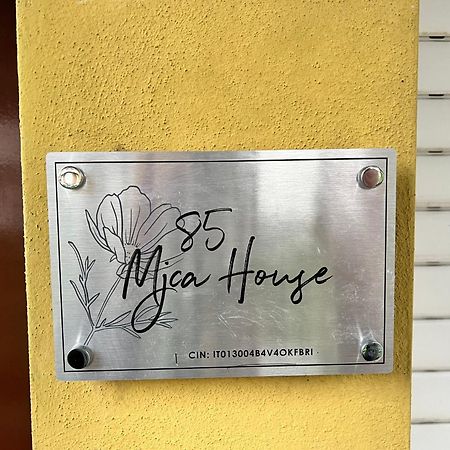 85
Mjca House
CIN: IT013004B4V4OKFBRI